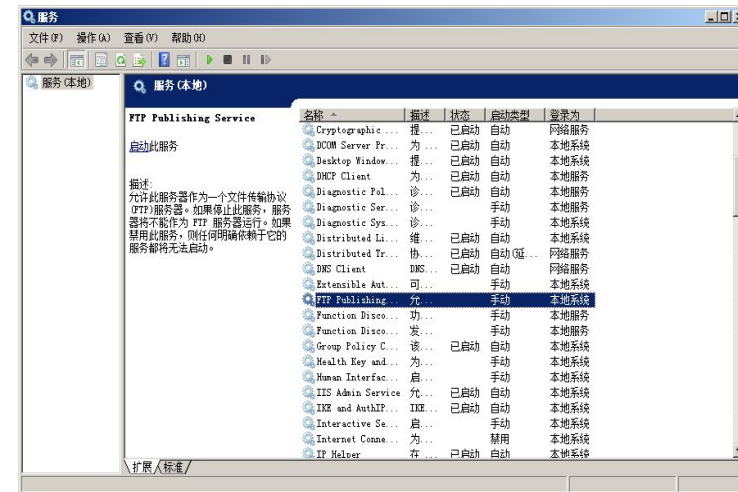 服务
文件(F) 操作(A) 查看(V) 帮助(H)
服务(本地)
服务(本地)
FTP Publishing Service
启动此服务
描述:
允许此服务器作为一个文件传输协议
(FTP)服务器。如果停止此服务，服务
器将不能作为 FTP 服务器运行。如果
禁用此服务，则任何明确依赖于它的
服务都将无法启动。
名称 描述 状态 启动类型 登录为
Cryptographic ... 提... 已启动 自动 网络服务
DCOM Server Pr... 为 ... 已启动 自动 本地系统
Desktop Window... 提... 已启动 自动 本地系统
DHCP Client 为... 已启动 自动 本地服务
Diagnostic Pol... 诊... 已启动 自动 本地服务
Diagnostic Ser... 诊... 手动 本地服务
Diagnostic Sys... 诊... 手动 本地系统
Distributed Li... 维... 已启动 自动 本地系统
Distributed Tr... 协... 已启动 自动(延... 网络服务
DNS Client DNS... 已启动 自动 网络服务
Extensible Aut... 可... 手动 本地系统
FTP Publishing... 允... 手动 本地系统
Function Disco... 功... 手动 本地服务
Function Disco... 发... 手动 本地服务
Group Policy C... 该... 已启动 自动 本地系统
Health Key and... 为... 手动 本地系统
Human Interfac... 启... 手动 本地系统
IIS Admin Service 允... 已启动 自动 本地系统
IKE and AuthIP... IKE... 已启动 自动 本地系统
Interactive Se... 启... 手动 本地系统
Internet Conne... 为... 禁用 本地系统
IP Helper 在 ... 已启动 自动 本地系统
扩展 标准